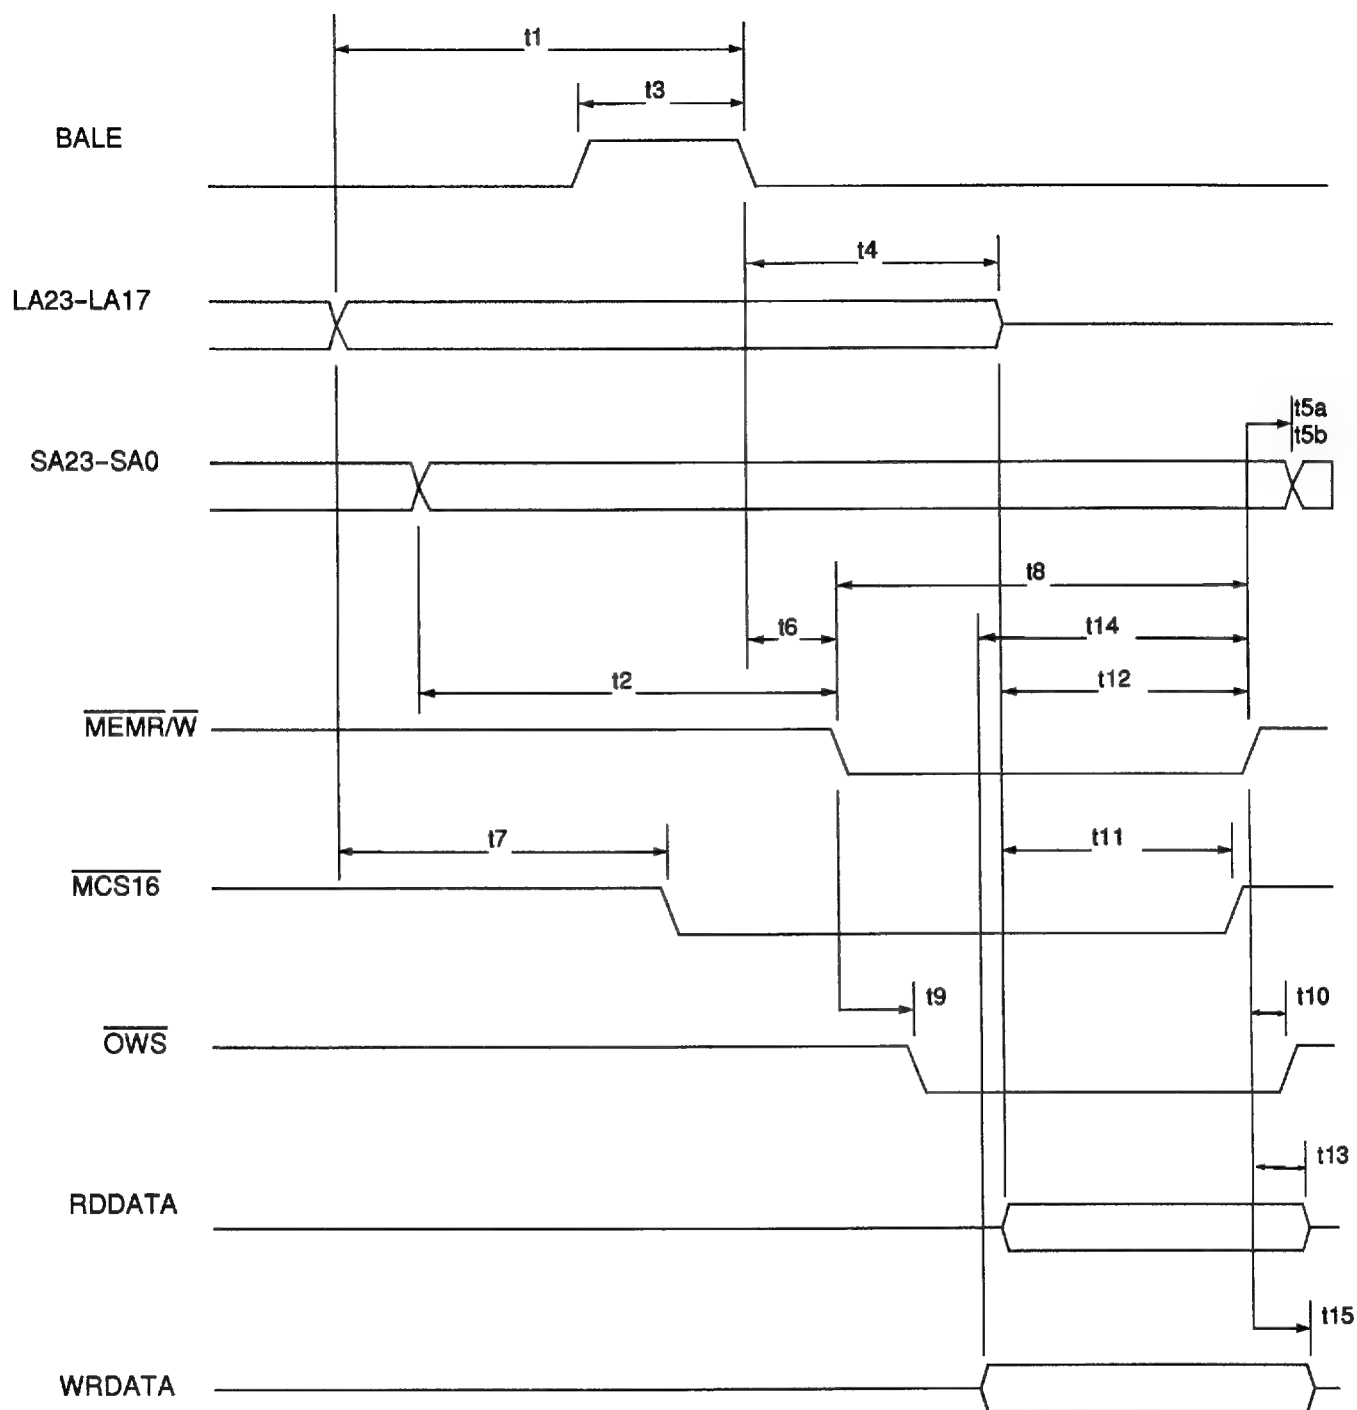 t1
t3
BALE
t4
LA23-LA17
t5a
t5b
SA23-SA0
t8
t6
t14
t2
t12
MEMR/W
t7
t11
MCS16
t9
t10
OWS
t13
RDDATA
t15
WRDATA